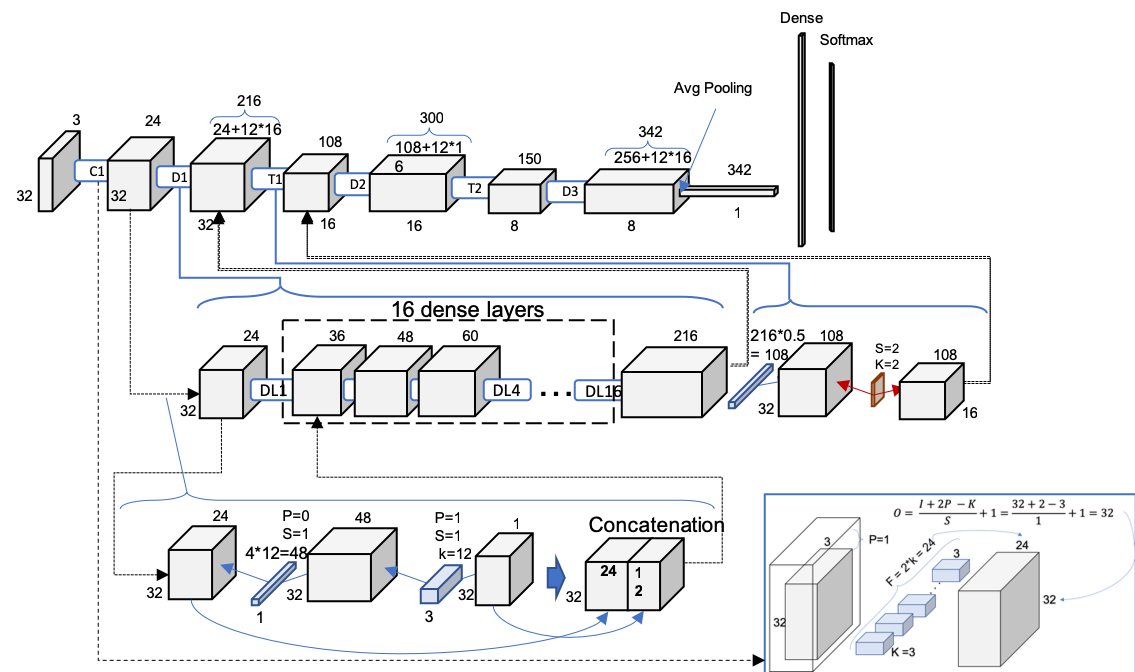 Dense
Softmax
Avg Pooling
3
24
216
24+12*16
108
300
108+12*1
6
150
342
256+12*16
342
32
C1
32
D1
32
T1
16
D2
16
T2
8
D3
8
1
16 dense layers
24
36
48
60
216
216*0.5
= 108
108
S=2
K=2
108
32
DL1
DL4
...
DL16
32
16
24
P=0
S=1
4*12=48
48
P=1
S=1
k=12
1
Concatenation
32
1
32
3
32
32
24
1
2
O = (I + 2P − K)/S + 1 = (32 + 2 − 3)/1 + 1 = 32
3
P=1
F = 2*k = 24
3
24
32
32
K =3